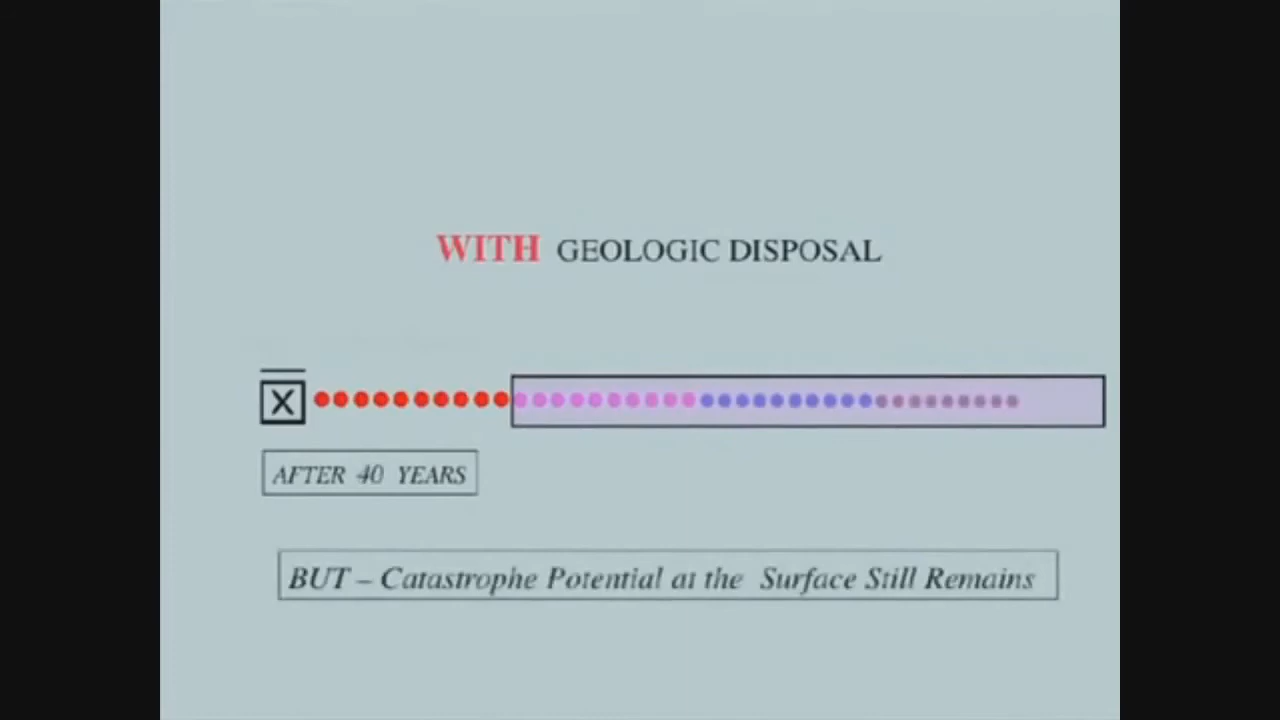 WITH GEOLOGIC DISPOSAL
X
AFTER 40 YEARS
BUT – Catastrophe Potential at the Surface Still Remains